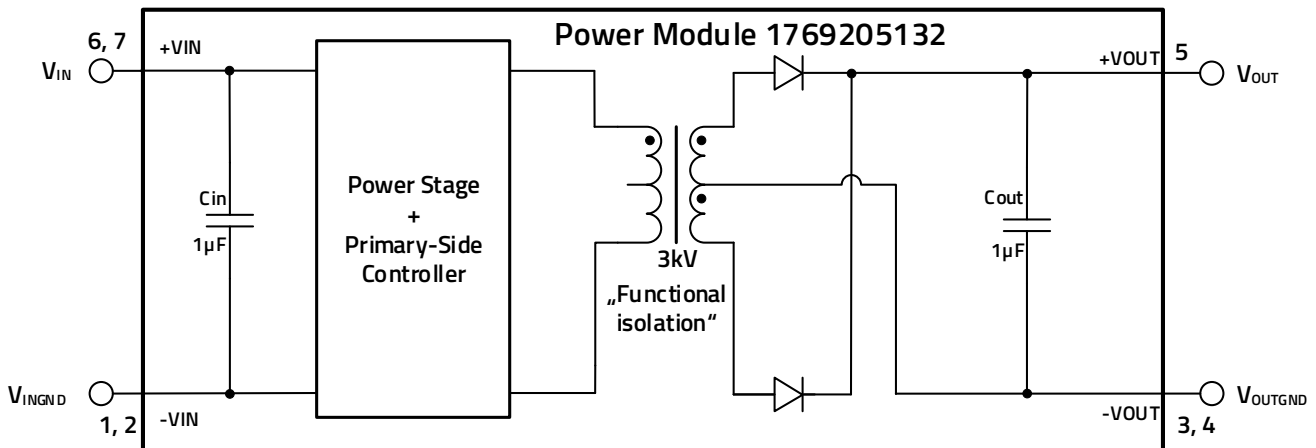 Power Module 1769205132
6, 7
+VIN
VIN
Cin
1µF
Power Stage
+
Primary-Side
Controller
3kV
„Functional
isolation“
+VOUT
5
VOUT
Cout
1µF
VINGND
1, 2
-VIN
-VOUT
VOUTGND
3, 4